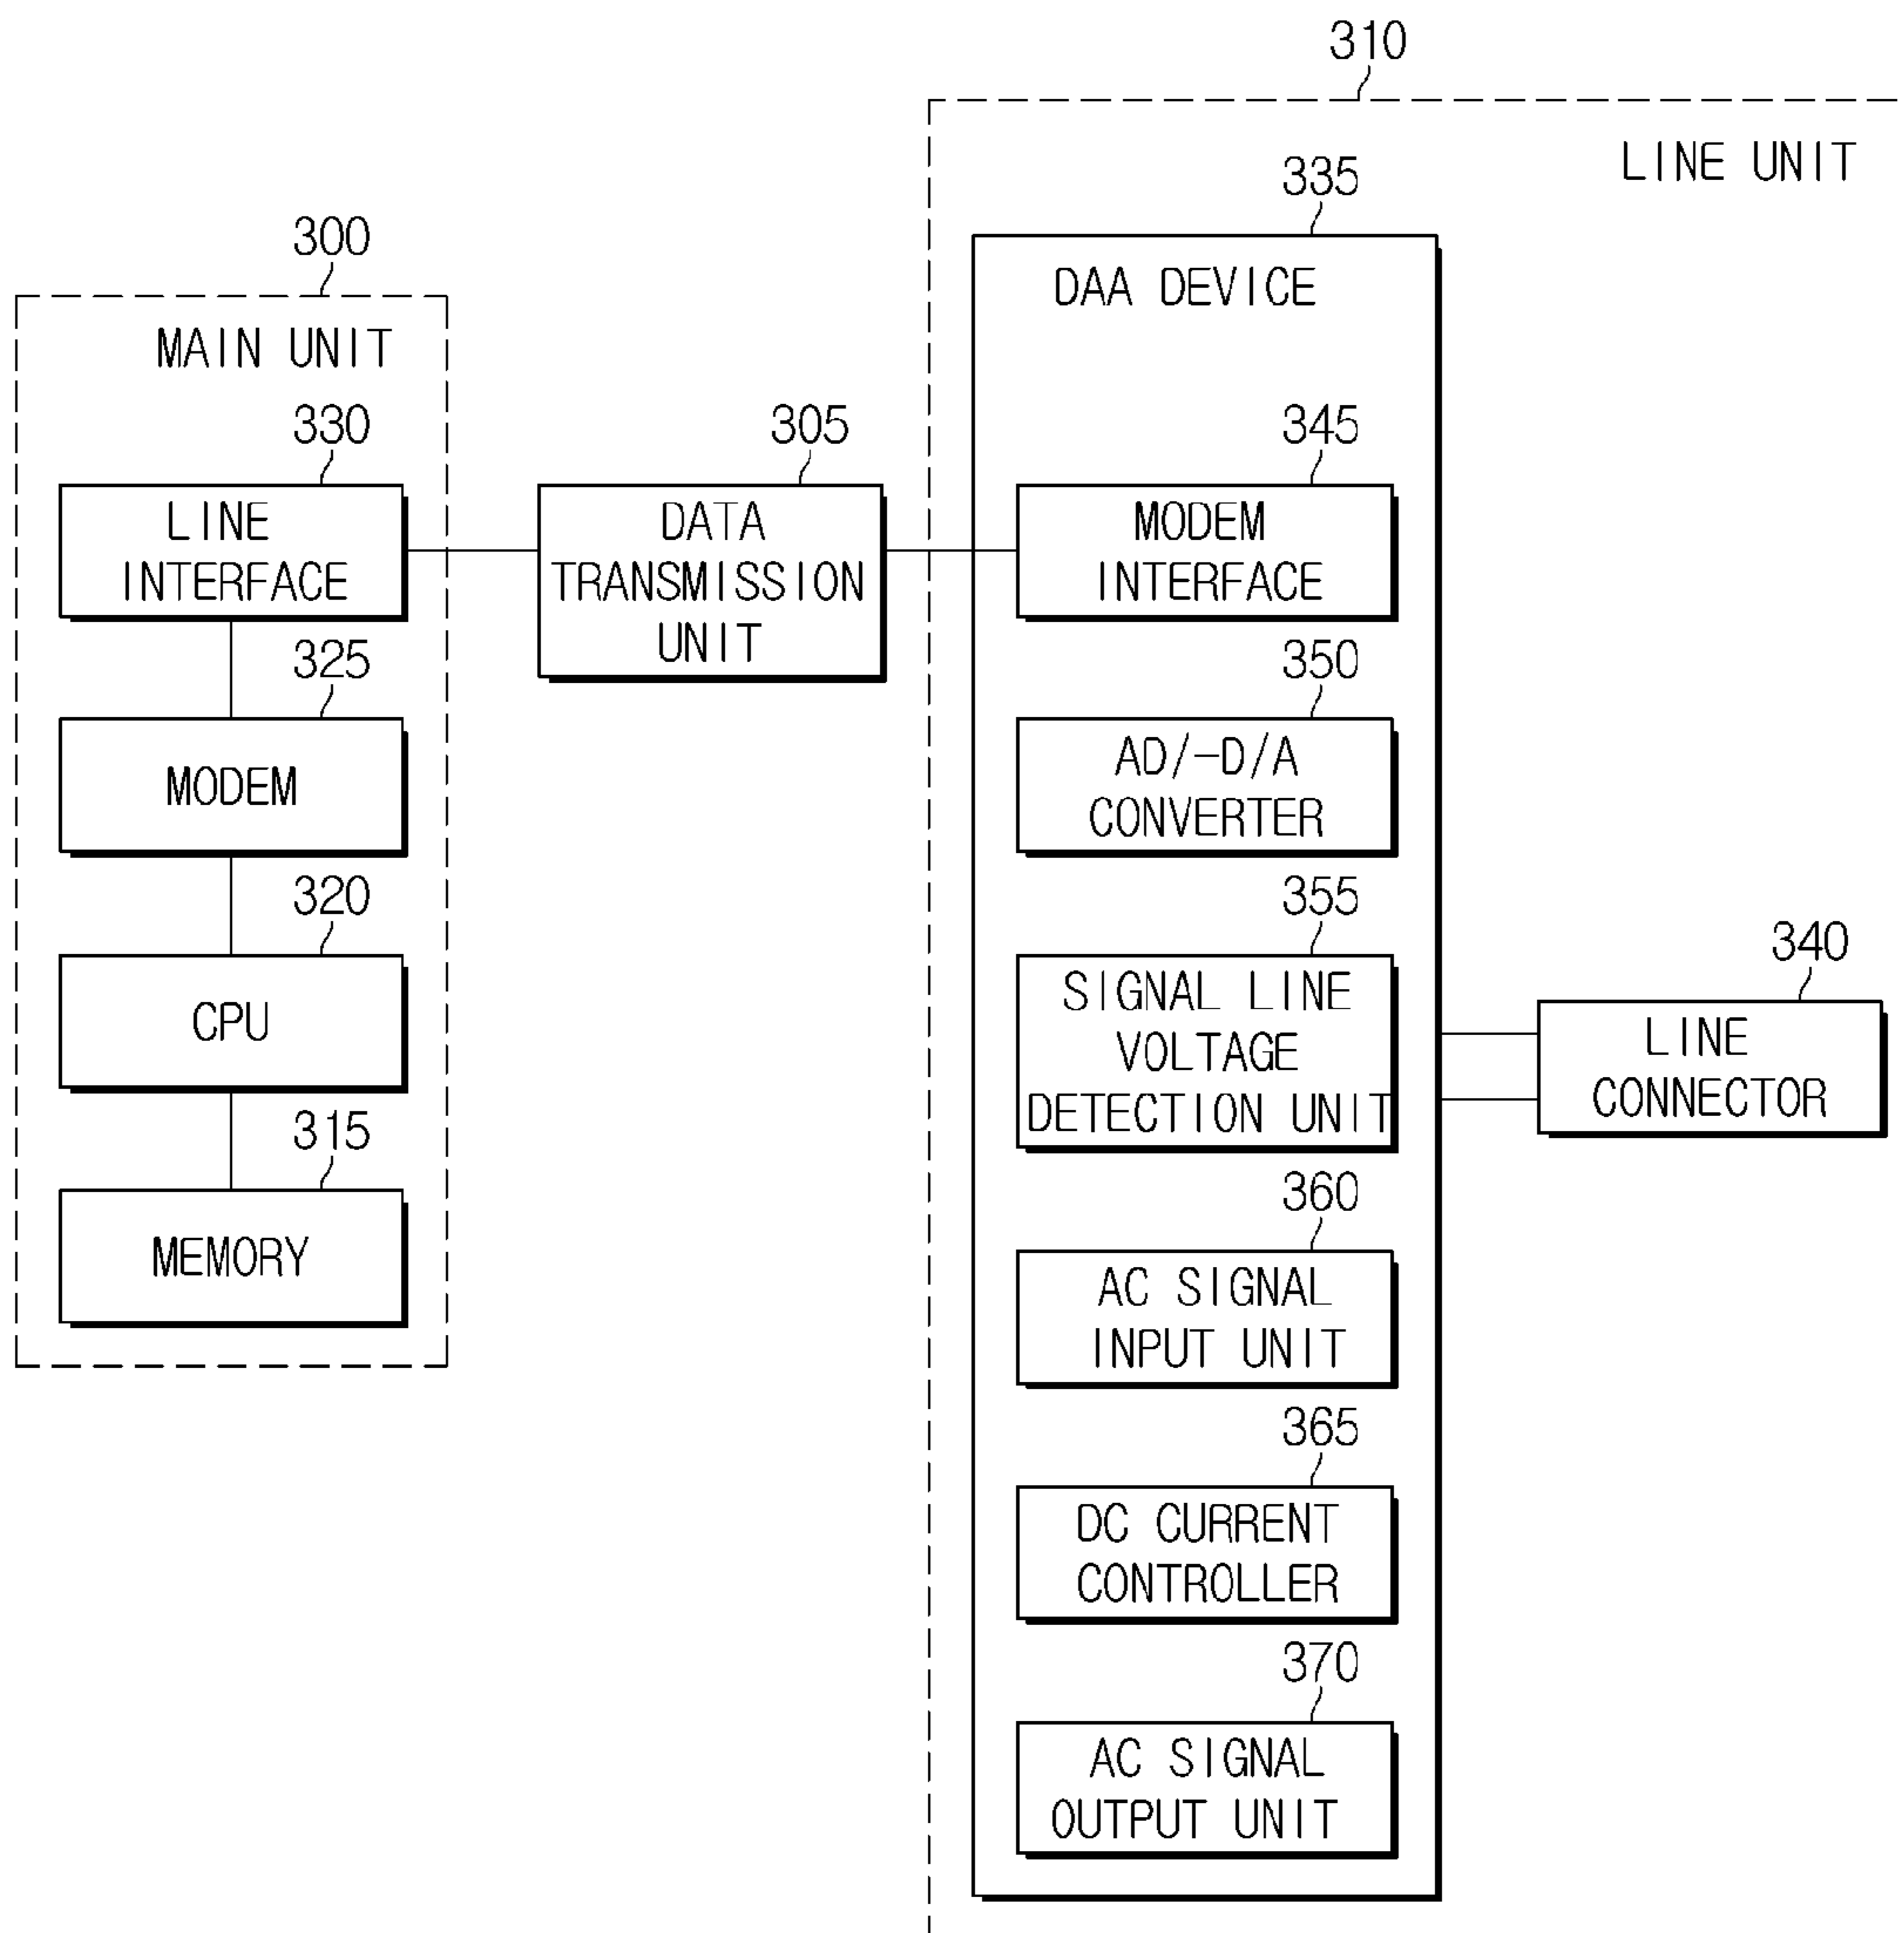 310
LINE UNIT
335
DAA DEVICE
300
MAIN UNIT
330
LINE
INTERFACE
305
DATA
TRANSMISSION
UNIT
345
MODEM
INTERFACE
325
MODEM
350
AD/-D/A
CONVERTER
320
CPU
355
SIGNAL LINE
VOLTAGE
DETECTION UNIT
340
LINE
CONNECTOR
315
MEMORY
360
AC SIGNAL
INPUT UNIT
365
DC CURRENT
CONTROLLER
370
AC SIGNAL
OUTPUT UNIT